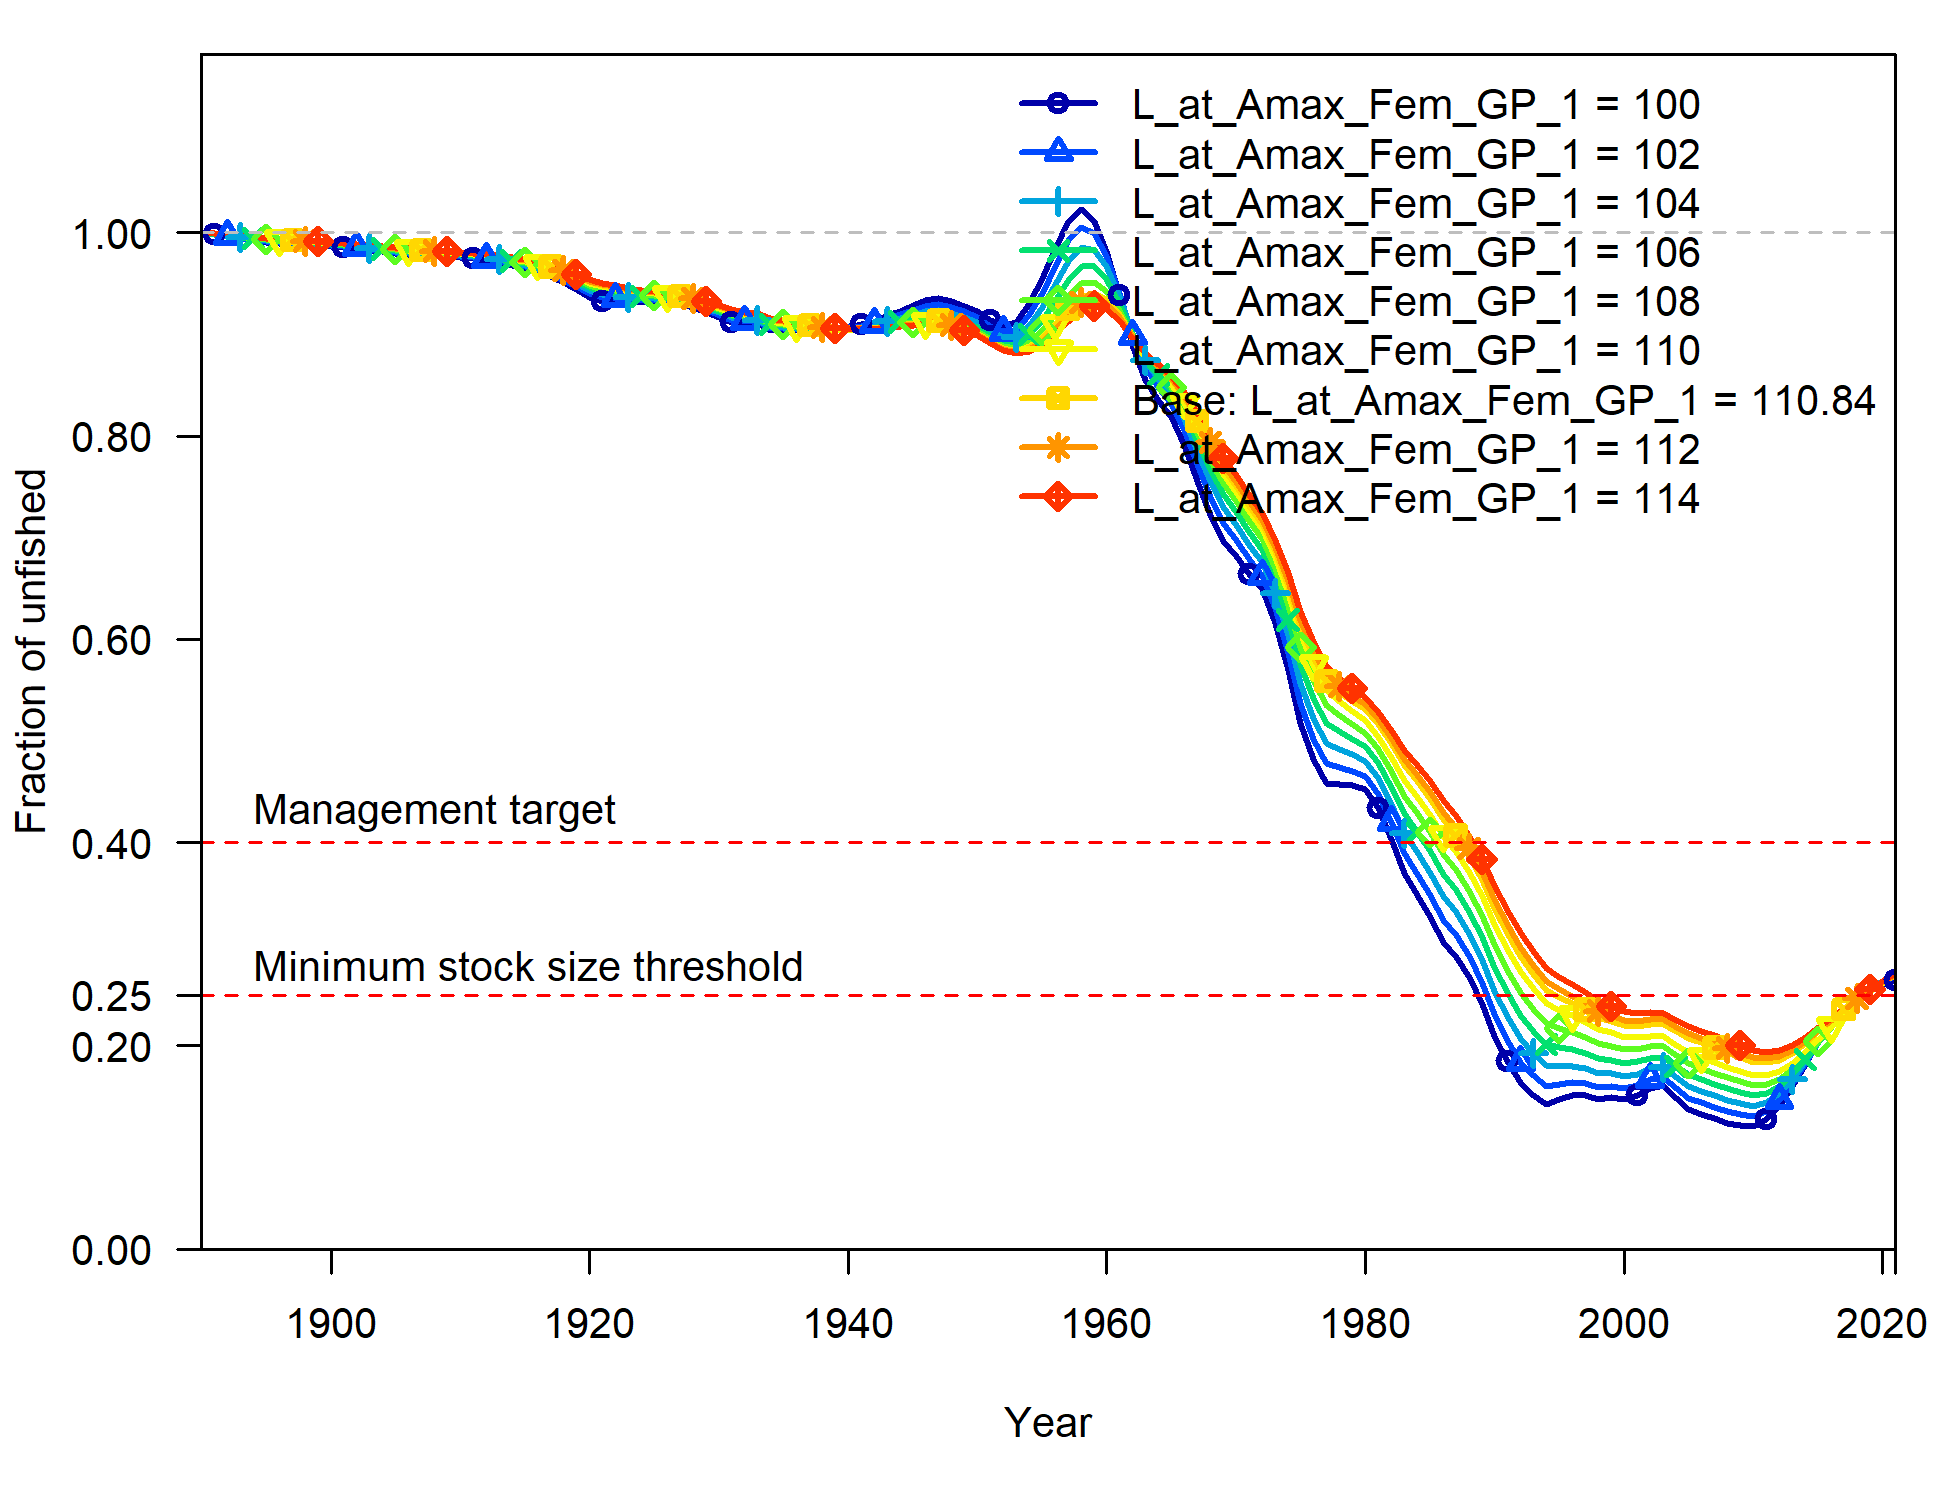 L_at_Amax_Fem_GP_1 = 100
L_at_Amax_Fem_GP_1 = 102
L_at_Amax_Fem_GP_1 = 104
L_at_Amax_Fem_GP_1 = 106
L_at_Amax_Fem_GP_1 = 108
L_at_Amax_Fem_GP_1 = 110
Base: L_at_Amax_Fem_GP_1 = 110.84
L_at_Amax_Fem_GP_1 = 112
L_at_Amax_Fem_GP_1 = 114
Fraction of unfished
1.00
0.80
0.60
0.40
0.25
0.20
0.00
Management target
Minimum stock size threshold
1900
1920
1940
1960
1980
2000
2020
Year